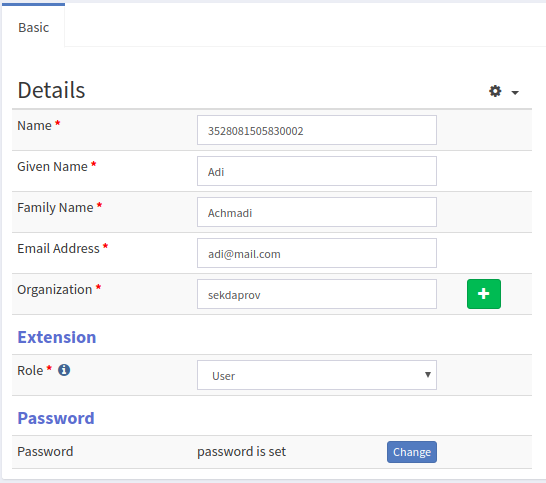 Basic
Details
Name * 3528081505830002
Given Name * Adi
Family Name * Achmadi
Email Address * adi@mail.com
Organization * sekdaprov
Extension
Role * User
Password
Password password is set Change